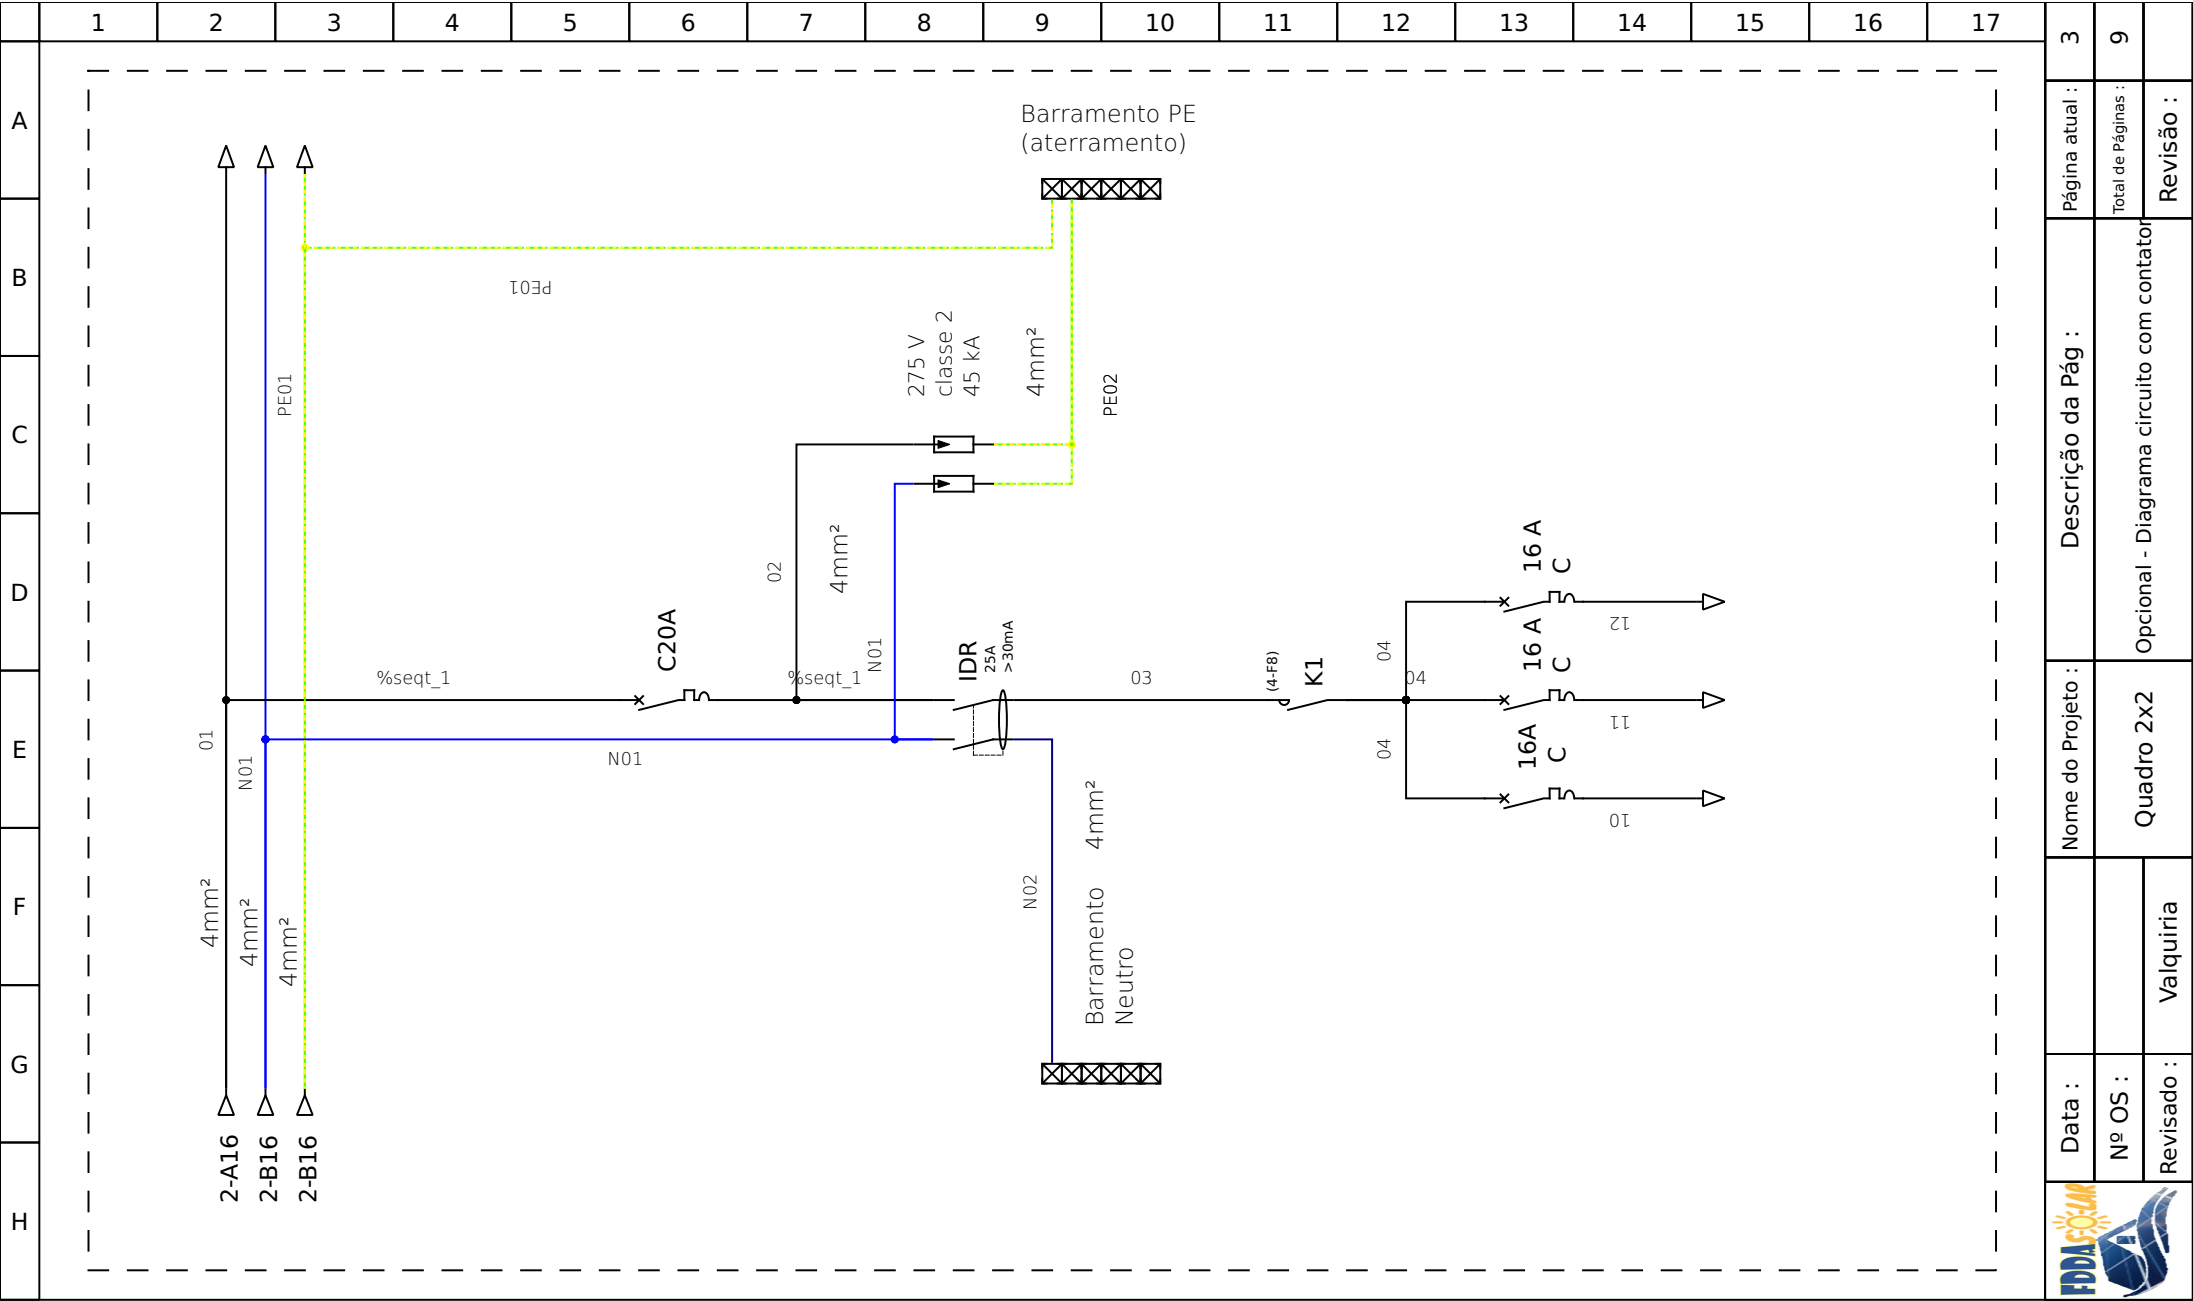 1 2 3 4 5 6 7 8 9 10 11 12 13 14 15 16 17
A
B
C
D
E
F
G
H
Barramento PE
(aterramento)
PE01
PE01
275 V
classe 2
45 kA
4mm²
PE02
02
4mm²
N01
C20A
%seqt_1
%seqt_1
IDR
25A
>30mA
03
(4-F8)
K1
04
04
04
16 A
C
12
16 A
C
11
16A
C
10
01
N01
N01
4mm²
4mm²
4mm²
N02
4mm²
Barramento
Neutro
2-A16
2-B16
2-B16
Página atual :
3
Total de Páginas :
9
Revisão :
Descrição da Pág :
Opcional - Diagrama circuito com contator
Nome do Projeto :
Quadro 2x2
Data :
Nº OS :
Revisado :
Valquiria
FDDA SOLAR